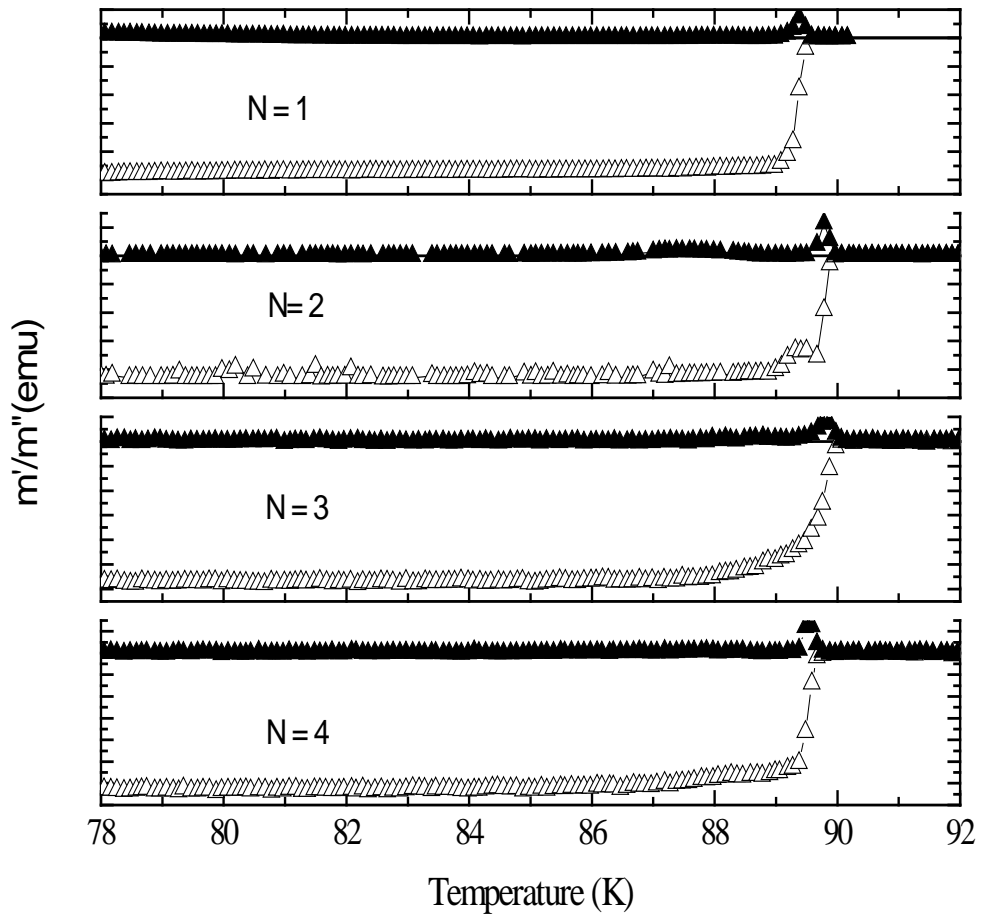 N = 1
N= 2
N = 3
N = 4
m'/m"(emu)
78 80 82 84 86 88 90 92
Temperature (K)